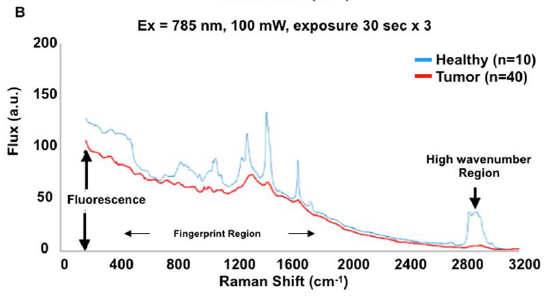 B
Ex = 785 nm, 100 mW, exposure 30 sec x 3
200
150
100
50
0
Flux (a.u.)
Healthy (n=10)
Tumor (n=40)
High wavenumber
Region
Fluorescence
Fingerprint Region
0 400 800 1200 1600 2000 2400 2800 3200
Raman Shift (cm-1)